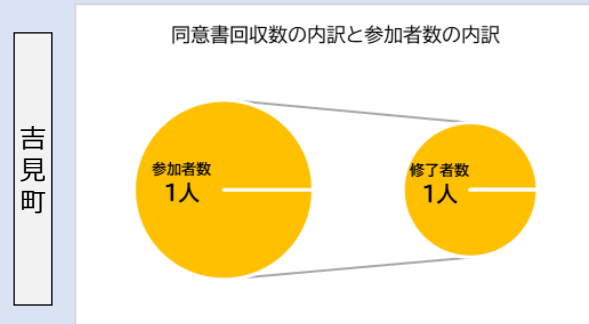 吉見町
同意書回収数の内訳と参加者数の内訳
参加者数
1人
修了者数
1人